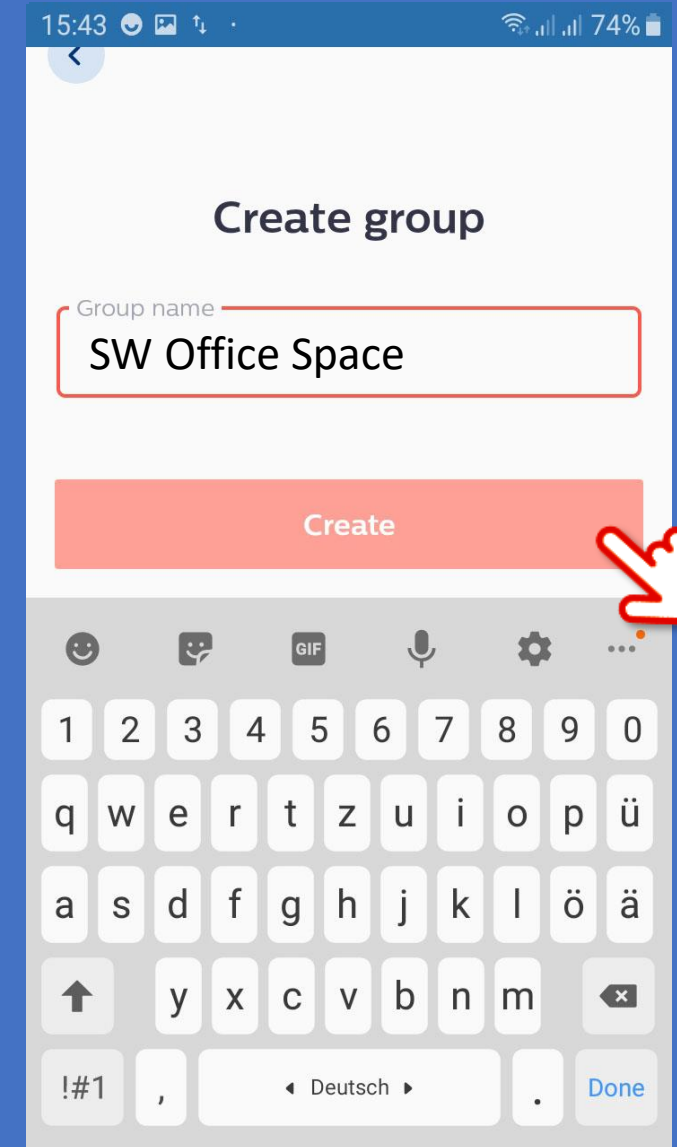 15:43 74%
Create group
Group name
SW Office Space
Create
GIF
1 2 3 4 5 6 7 8 9 0
q w e r t z u i o p ü
a s d f g h j k l ö ä
y x c v b n m
!#1 , Deutsch . Done